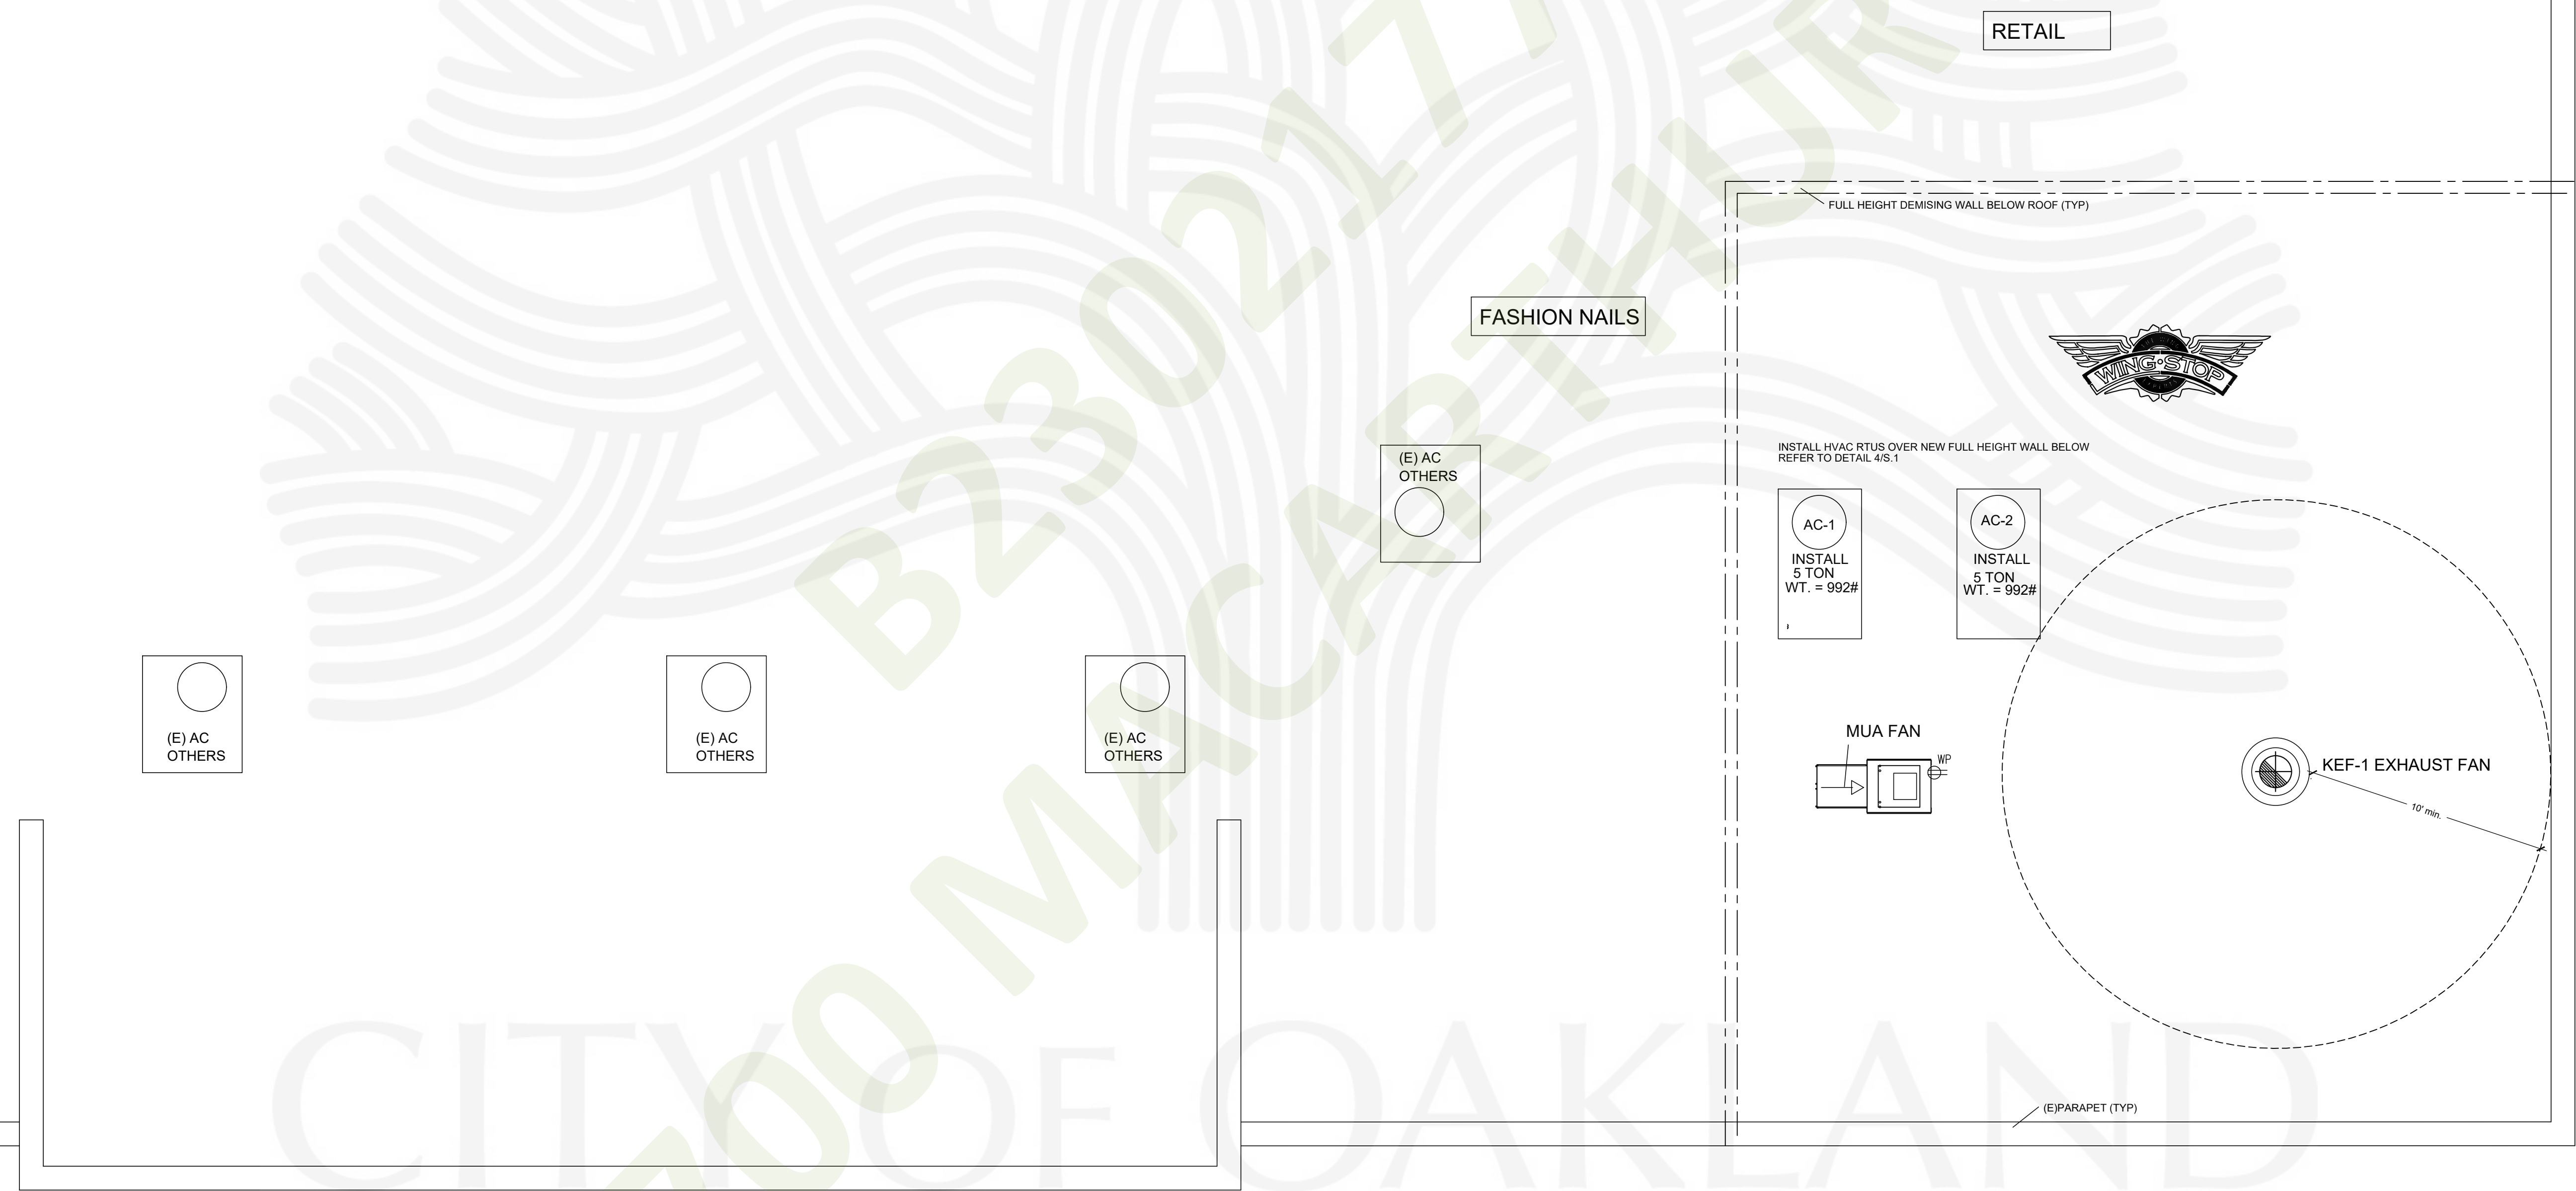 RETAIL
FULL HEIGHT DEMISING WALL BELOW ROOF (TYP)
FASHION NAILS
WING•STOP
INSTALL HVAC RTUS OVER NEW FULL HEIGHT WALL BELOW
REFER TO DETAIL 4/S.1
(E) AC
OTHERS
AC-1
INSTALL
5 TON
WT. = 992#
AC-2
INSTALL
5 TON
WT. = 992#
(E) AC
OTHERS
(E) AC
OTHERS
(E) AC
OTHERS
MUA FAN
WP
KEF-1 EXHAUST FAN
10' min.
(E)PARAPET (TYP)
B230217
700 MACARTHUR
CITY OF OAKLAND